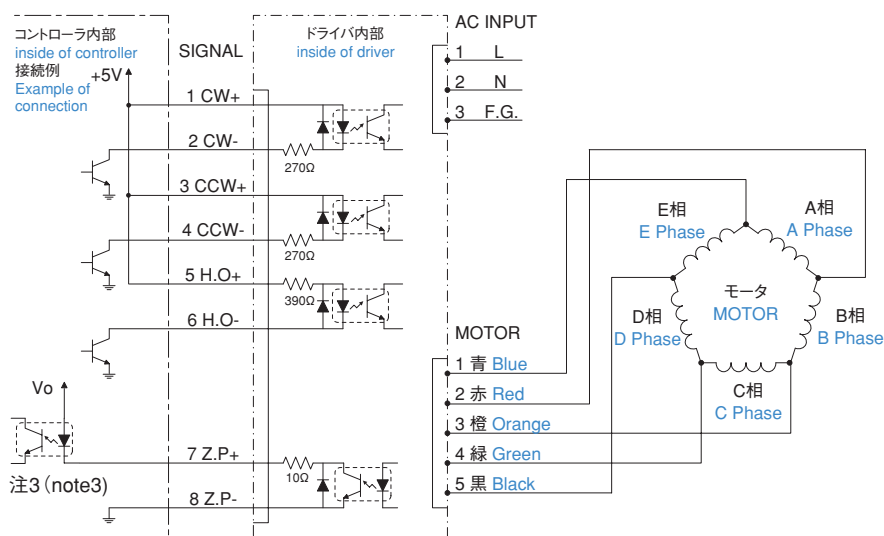 コントローラ内部
inside of controller
接続例
Example of
connection
+5V
SIGNAL
ドライバ内部
inside of driver
AC INPUT
1 L
2 N
3 F.G.
1 CW+
2 CW-
270Ω
3 CCW+
4 CCW-
270Ω
5 H.O+
390Ω
6 H.O-
Vo
注3（note3)
7 Z.P+
10Ω
8 Z.P-
MOTOR
1 青 Blue
2 赤 Red
3 橙 Orange
4 緑 Green
5 黒 Black
E相
E Phase
A相
A Phase
モータ
MOTOR
D相
D Phase
B相
B Phase
C相
C Phase